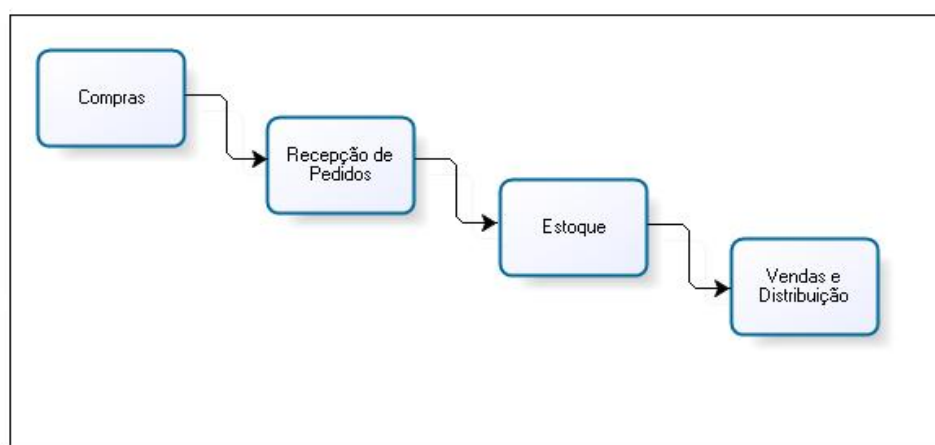 Compras
Recepção de
Pedidos
Estoque
Vendas e
Distribuição